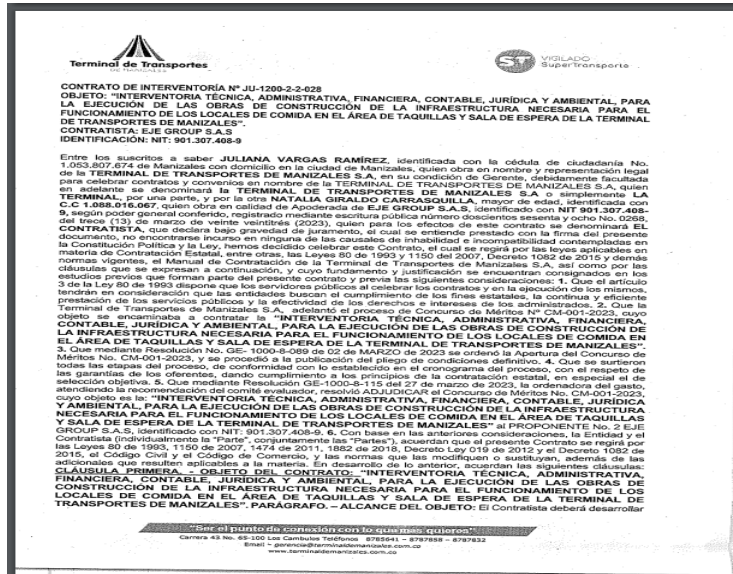 Terminal de Transportes
DE MANIZALES
ST VIGILADO
SuperTransporte
CONTRATO DE INTERVENTORÍA Nº JU-1200-2-2-028
OBJETO: "INTERVENTORIA TÉCNICA, ADMINISTRATIVA, FINANCIERA, CONTABLE, JURÍDICA Y AMBIENTAL, PARA
LA EJECUCIÓN DE LAS OBRAS DE CONSTRUCCIÓN DE LA INFRAESTRUCTURA NECESARIA PARA EL
FUNCIONAMIENTO DE LOS LOCALES DE COMIDA EN EL ÁREA DE TAQUILLAS Y SALA DE ESPERA DE LA TERMINAL
DE TRANSPORTES DE MANIZALES".
CONTRATISTA: EJE GROUP S.A.S
IDENTIFICACIÓN: NIT: 901.307.408-9
Entre los suscritos a saber JULIANA VARGAS RAMÍREZ, identificada con la cédula de ciudadanía No.
1.053.807.674 de Manizales con domicilio en la ciudad de Manizales, quien obra en nombre y representación legal
de la TERMINAL DE TRANSPORTES DE MANIZALES S.A, en su condición de Gerente, debidamente facultada
para celebrar contratos y convenios en nombre de la TERMINAL DE TRANSPORTES DE MANIZALES S.A, quien
en adelante se denominará la TERMINAL DE TRANSPORTES DE MANIZALES S.A o simplemente LA
TERMINAL, por una parte, y por la otra NATALIA GIRALDO CARRASQUILLA, mayor de edad, identificada con
C.C 1.088.016.067, quien obra en calidad de Apoderada de EJE GROUP S.A.S, identificado con NIT 901.307.408-
9, según poder general conferido, registrado mediante escritura pública número doscientos sesenta y ocho No. 0268,
del trece (13) de marzo de veinte veintitrés (2023), quien para los efectos de este contrato se denominará EL
CONTRATISTA, que declara bajo gravedad de juramento, el cual se entiende prestado con la firma del presente
documento, no encontrarse incurso en ninguna de las causales de inhabilidad e incompatibilidad contempladas en
la Constitución Política y la Ley, hemos decidido celebrar este Contrato, el cual se regirá por las leyes aplicables en
materia de Contratación Estatal, entre otras, las Leyes 80 de 1993 y 1150 del 2007, Decreto 1082 de 2015 y demás
normas vigentes, el Manual de Contratación de la Terminal de Transportes de Manizales S.A, así como por las
cláusulas que se expresan a continuación, y cuyo fundamento y justificación se encuentran consignados en los
estudios previos que forman parte del presente contrato y previa las siguientes consideraciones: 1. Que el artículo
3 de la Ley 80 de 1993 dispone que los servidores públicos al celebrar los contratos y en la ejecución de los mismos,
tendrán en consideración que las entidades buscan el cumplimiento de los fines estatales, la continua y eficiente
prestación de los servicios públicos y la efectividad de los derechos e intereses de los administrados. 2. Que la
Terminal de Transportes de Manizales S.A, adelantó el proceso de Concurso de Méritos Nº CM-001-2023, cuyo
objeto se encaminaba a contratar la "INTERVENTORIA TÉCNICA, ADMINISTRATIVA, FINANCIERA,
CONTABLE, JURÍDICA Y AMBIENTAL, PARA LA EJECUCIÓN DE LAS OBRAS DE CONSTRUCCIÓN DE
LA INFRAESTRUCTURA NECESARIA PARA EL FUNCIONAMIENTO DE LOS LOCALES DE COMIDA EN
EL ÁREA DE TAQUILLAS Y SALA DE ESPERA DE LA TERMINAL DE TRANSPORTES DE MANIZALES".
3. Que mediante Resolución No. GE- 1000-8-089 de 02 de MARZO de 2023 se ordenó la Apertura del Concurso de
Méritos No. CM-001-2023, y se procedió a la publicación del pliego de condiciones definitivo. 4. Que se surtieron
todas las etapas del proceso, de conformidad con lo establecido en el cronograma del proceso, con el respeto de
las garantías de los oferentes, dando cumplimiento a los principios de la contratación estatal, en especial el de
selección objetiva. 5. Que mediante Resolución GE-1000-8-115 del 27 de marzo de 2023, la ordenadora del gasto,
atendiendo la recomendación del comité evaluador, resolvió ADJUDICAR el Concurso de Méritos No. CM-001-2023,
cuyo objeto es la: "INTERVENTORIA TÉCNICA, ADMINISTRATIVA, FINANCIERA, CONTABLE, JURÍDICA
Y AMBIENTAL, PARA LA EJECUCIÓN DE LAS OBRAS DE CONSTRUCCIÓN DE LA INFRAESTRUCTURA
NECESARIA PARA EL FUNCIONAMIENTO DE LOS LOCALES DE COMIDA EN EL ÁREA DE TAQUILLAS
Y SALA DE ESPERA DE LA TERMINAL DE TRANSPORTES DE MANIZALES" al PROPONENTE No. 2 EJE
GROUP S.A.S, identificado con NIT: 901.307.408-9. 6. Con base en las anteriores consideraciones, la Entidad y el
Contratista (individualmente la "Parte", conjuntamente las "Partes"), acuerdan que el presente Contrato se regirá por
las Leyes 80 de 1993, 1150 de 2007, 1474 de 2011, 1882 de 2018, Decreto Ley 019 de 2012 y el Decreto 1082 de
2015, el Código Civil y el Código de Comercio, y las normas que las modifiquen o sustituyan, además de las
adicionales que resulten aplicables a la materia. En desarrollo de lo anterior, acuerdan las siguientes cláusulas:
CLÁUSULA PRIMERA. - OBJETO DEL CONTRATO: "INTERVENTORIA TÉCNICA, ADMINISTRATIVA,
FINANCIERA, CONTABLE, JURÍDICA Y AMBIENTAL, PARA LA EJECUCIÓN DE LAS OBRAS DE
CONSTRUCCIÓN DE LA INFRAESTRUCTURA NECESARIA PARA EL FUNCIONAMIENTO DE LOS
LOCALES DE COMIDA EN EL ÁREA DE TAQUILLAS Y SALA DE ESPERA DE LA TERMINAL DE
TRANSPORTES DE MANIZALES". PARÁGRAFO. – ALCANCE DEL OBJETO: El Contratista deberá desarrollar
"Ser el punto de conexión con lo que más quieres"
Carrera 43 No. 65-100 Los Cambulos Teléfonos 8785641 – 8787858 – 8787832
Email – gerencia@terminaldemanizales.com.co
www.terminaldemanizales.com.co